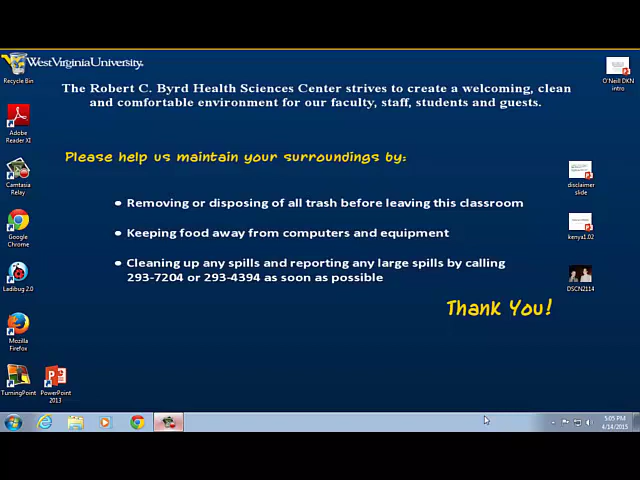 WestVirginiaUniversity.
The Robert C. Byrd Health Sciences Center strives to create a welcoming, clean
and comfortable environment for our faculty, staff, students and guests.
Please help us maintain your surroundings by:
• Removing or disposing of all trash before leaving this classroom
• Keeping food away from computers and equipment
• Cleaning up any spills and reporting any large spills by calling
293-7204 or 293-4394 as soon as possible
Thank You!
Recycle Bin
Adobe
Reader XI
Camtasia
Relay
Google
Chrome
Ladibug 2.0
Mozilla
Firefox
TurningPoint
PowerPoint
2013
O'Neill DKN
intro
disclaimer
slide
kenya1.02
DSCN2114
5:05 PM
4/14/2015